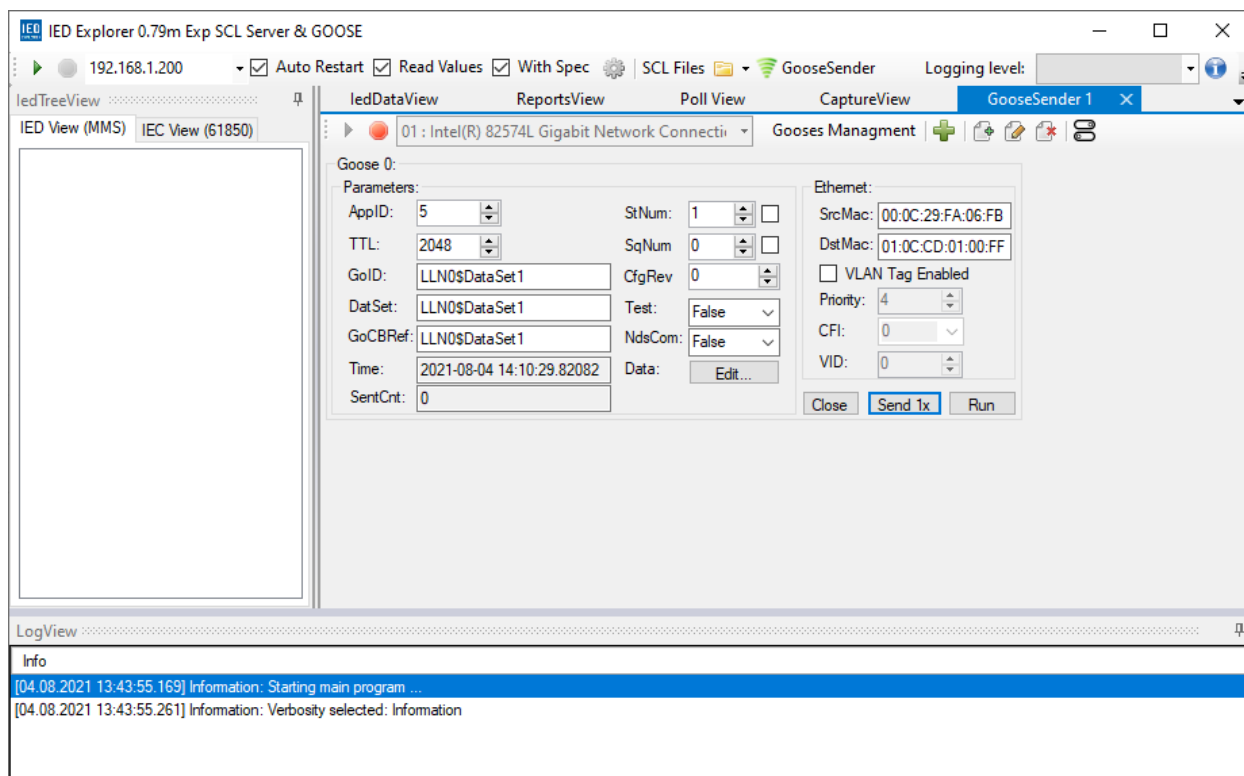 IED Explorer 0.79m Exp SCL Server & GOOSE
192.168.1.200 Auto Restart Read Values With Spec SCL Files GooseSender Logging level:
IedTreeView
IED View (MMS) IEC View (61850)
IedDataView ReportsView Poll View CaptureView GooseSender 1
01 : Intel(R) 82574L Gigabit Network Connecti Gooses Managment
Goose 0:
Parameters:
AppID: 5 StNum: 1
TTL: 2048 SqNum 0
GoID: LLN0$DataSet1 CfgRev 0
DatSet: LLN0$DataSet1 Test: False
GoCBRef: LLN0$DataSet1 NdsCom: False
Time: 2021-08-04 14:10:29.82082 Data: Edit...
SentCnt: 0
Ethernet:
SrcMac: 00:0C:29:FA:06:FB
DstMac: 01:0C:CD:01:00:FF
VLAN Tag Enabled
Priority: 4
CFI: 0
VID: 0
Close Send 1x Run
LogView
Info
[04.08.2021 13:43:55.169] Information: Starting main program ...
[04.08.2021 13:43:55.261] Information: Verbosity selected: Information